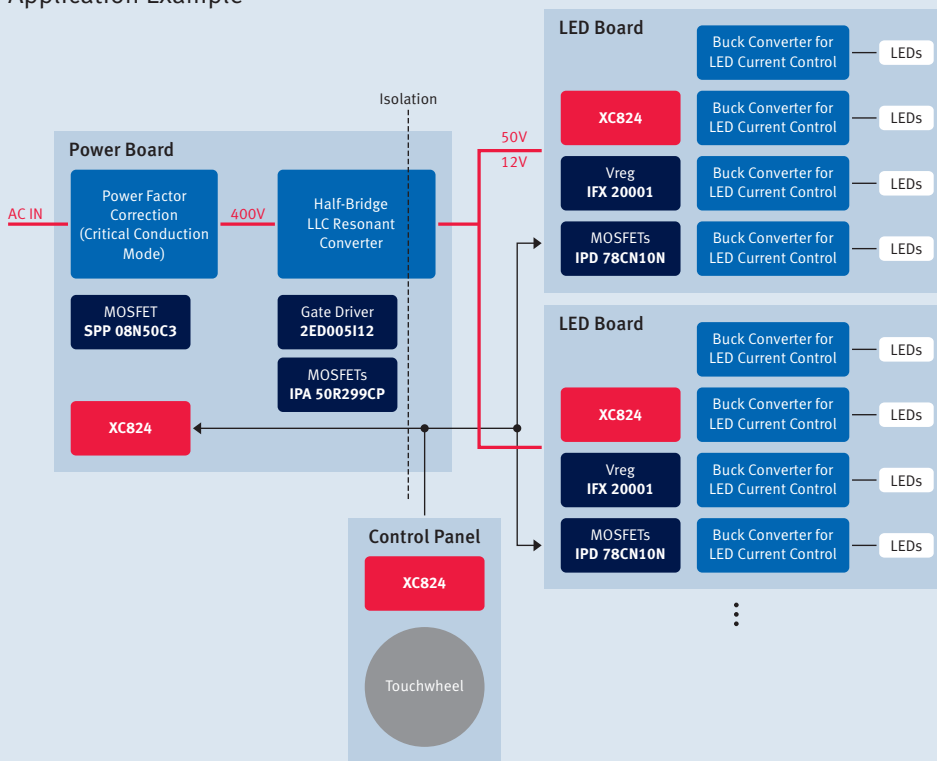 Application Example
Power Board
AC IN
Power Factor
Correction
(Critical Conduction
Mode)
400V
Half-Bridge
LLC Resonant
Converter
Isolation
MOSFET
SPP 08N50C3
Gate Driver
2ED005I12
MOSFETs
IPA 50R299CP
XC824
50V
12V
LED Board
Buck Converter for
LED Current Control
LEDs
XC824
Buck Converter for
LED Current Control
LEDs
Vreg
IFX 20001
Buck Converter for
LED Current Control
LEDs
MOSFETs
IPD 78CN10N
Buck Converter for
LED Current Control
LEDs
LED Board
Buck Converter for
LED Current Control
LEDs
XC824
Buck Converter for
LED Current Control
LEDs
Vreg
IFX 20001
Buck Converter for
LED Current Control
LEDs
MOSFETs
IPD 78CN10N
Buck Converter for
LED Current Control
LEDs
Control Panel
XC824
Touchwheel